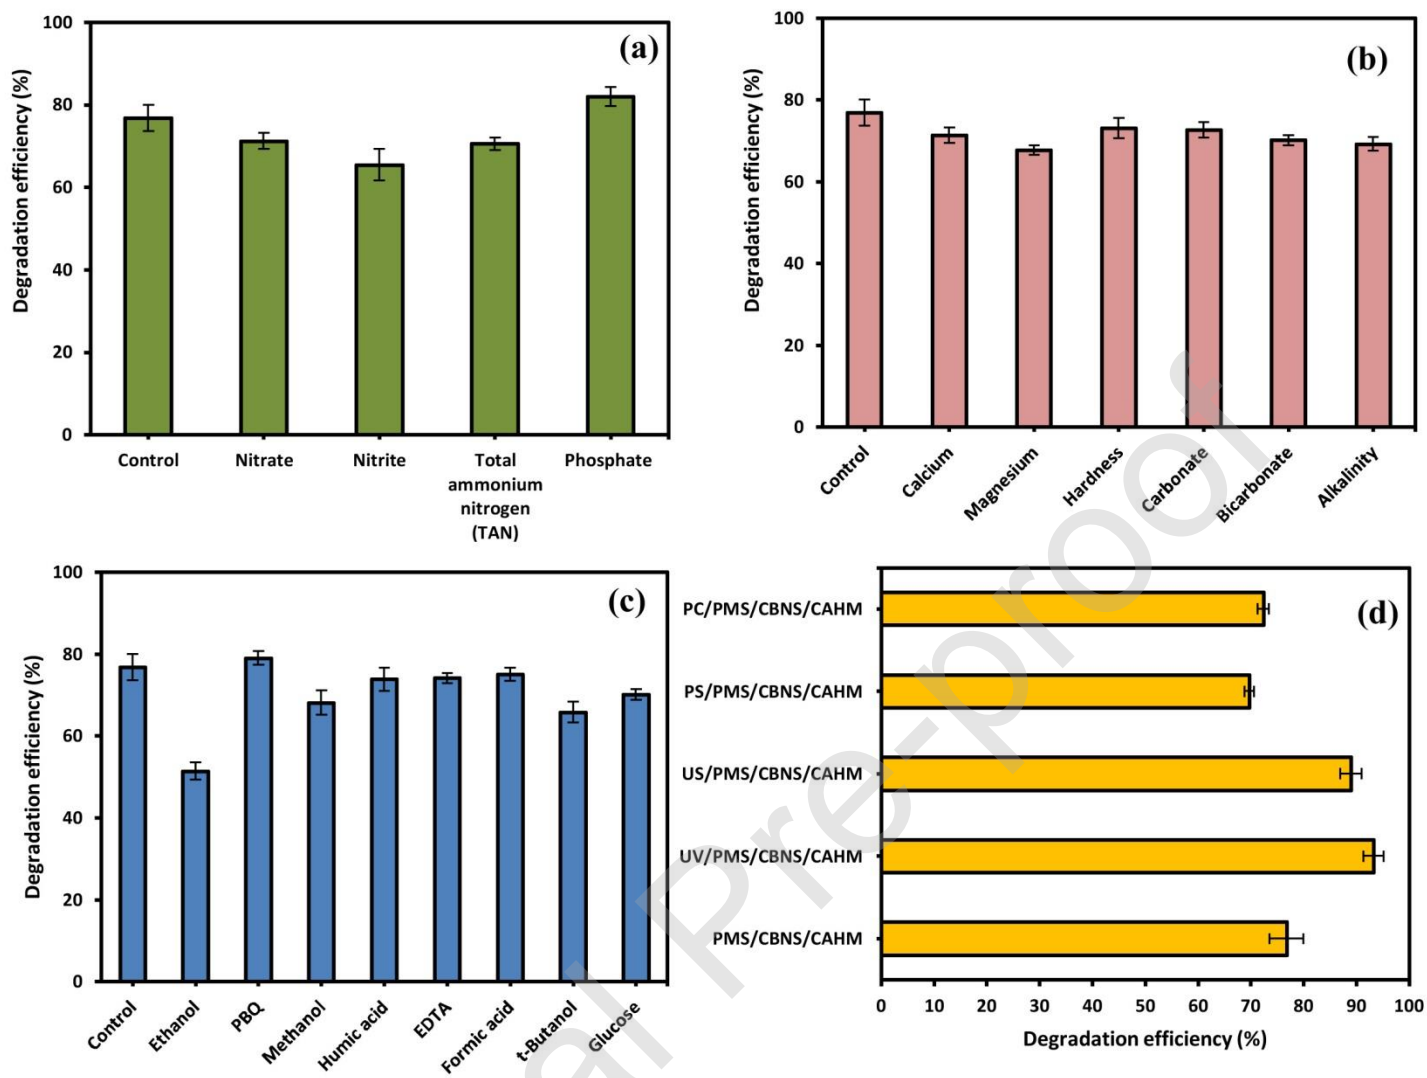 (a)
Degradation efficiency (%)
100
80
60
40
20
0
Control
Nitrate
Nitrite
Total
ammonium
nitrogen
(TAN)
Phosphate
(b)
Degradation efficiency (%)
100
80
60
40
20
0
Control
Calcium
Magnesium
Hardness
Carbonate
Bicarbonate
Alkalinity
(c)
Degradation efficiency (%)
100
80
60
40
20
0
Control
Ethanol
PBQ
Methanol
Humic acid
EDTA
Formic acid
t-Butanol
Glucose
(d)
PC/PMS/CBNS/CAHM
PS/PMS/CBNS/CAHM
US/PMS/CBNS/CAHM
UV/PMS/CBNS/CAHM
PMS/CBNS/CAHM
0 10 20 30 40 50 60 70 80 90 100
Degradation efficiency (%)
al Pre-proof